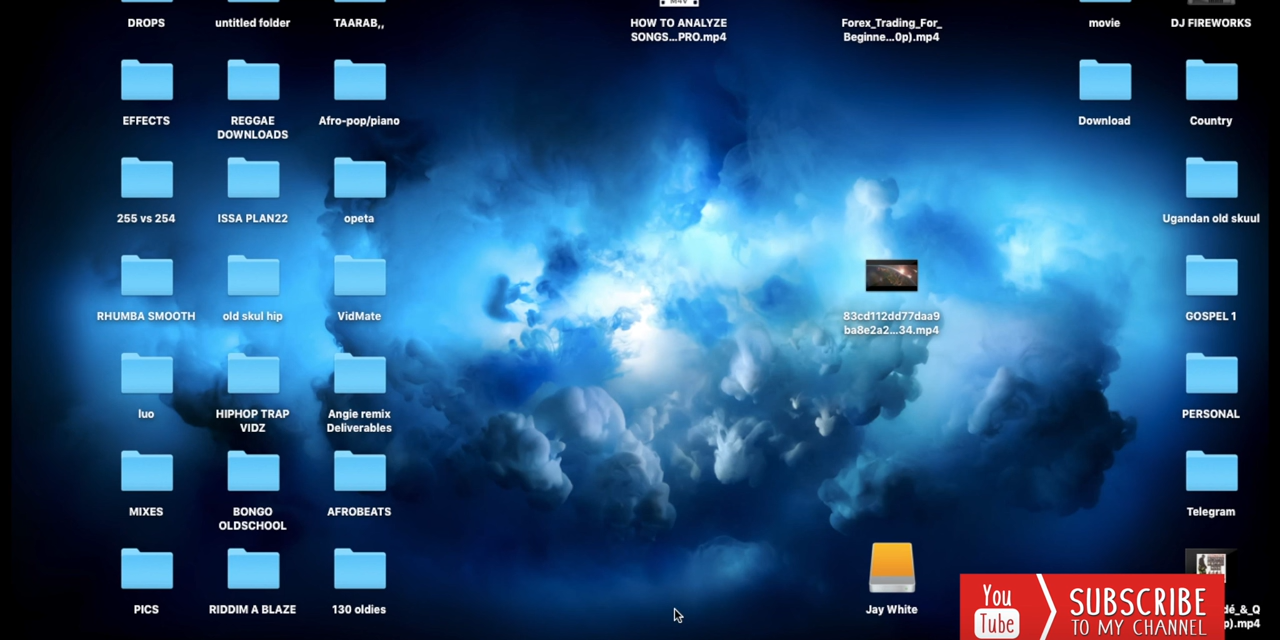 DROPS
untitled folder
TAARAB,,
HOW TO ANALYZE
SONGS...PRO.mp4
Forex_Trading_For_
Beginne...0p).mp4
movie
DJ FIREWORKS
EFFECTS
REGGAE
DOWNLOADS
Afro-pop/piano
Download
Country
255 vs 254
ISSA PLAN22
opeta
Ugandan old skuul
RHUMBA SMOOTH
old skul hip
VidMate
83cd112dd77daa9
ba8e2a2...34.mp4
GOSPEL 1
luo
HIPHOP TRAP
VIDZ
Angie remix
Deliverables
PERSONAL
MIXES
BONGO
OLDSCHOOL
AFROBEATS
Telegram
PICS
RIDDIM A BLAZE
130 oldies
Jay White
You
Tube
SUBSCRIBE
TO MY CHANNEL
dé_&_Q
p).mp4